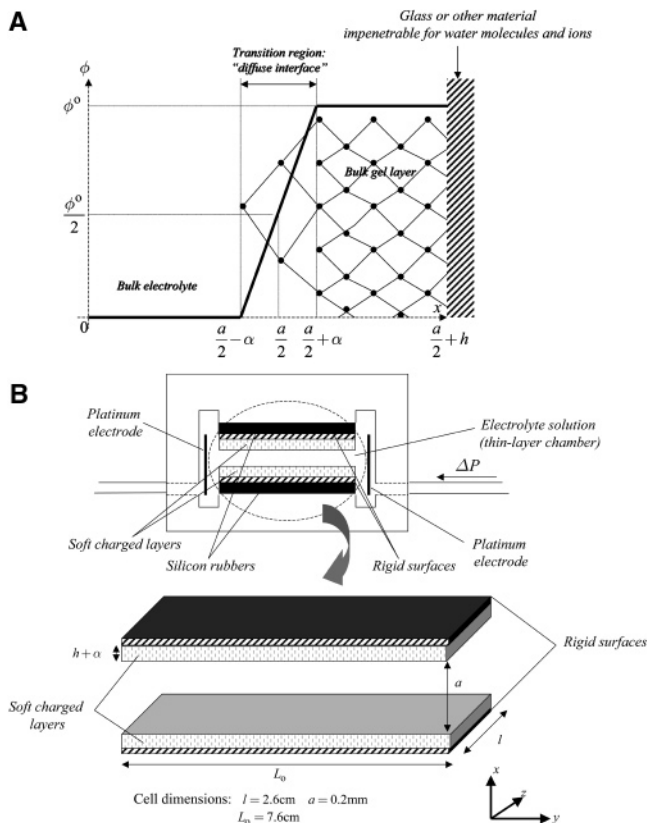 A
Glass or other material
impenetrable for water molecules and ions
Transition region:
"diffuse interface"
ϕ
ϕ°
ϕ°/2
Bulk gel layer
Bulk electrolyte
0
x
a/2 − α
a/2
a/2 + α
a/2 + h
B
Platinum
electrode
Electrolyte solution
(thin-layer chamber)
ΔP
Soft charged layers
Silicon rubbers
Rigid surfaces
Platinum
electrode
Rigid surfaces
h + α
a
Soft charged
layers
l
L₀
x
z
y
Cell dimensions: l = 2.6cm a = 0.2mm
L₀ = 7.6cm